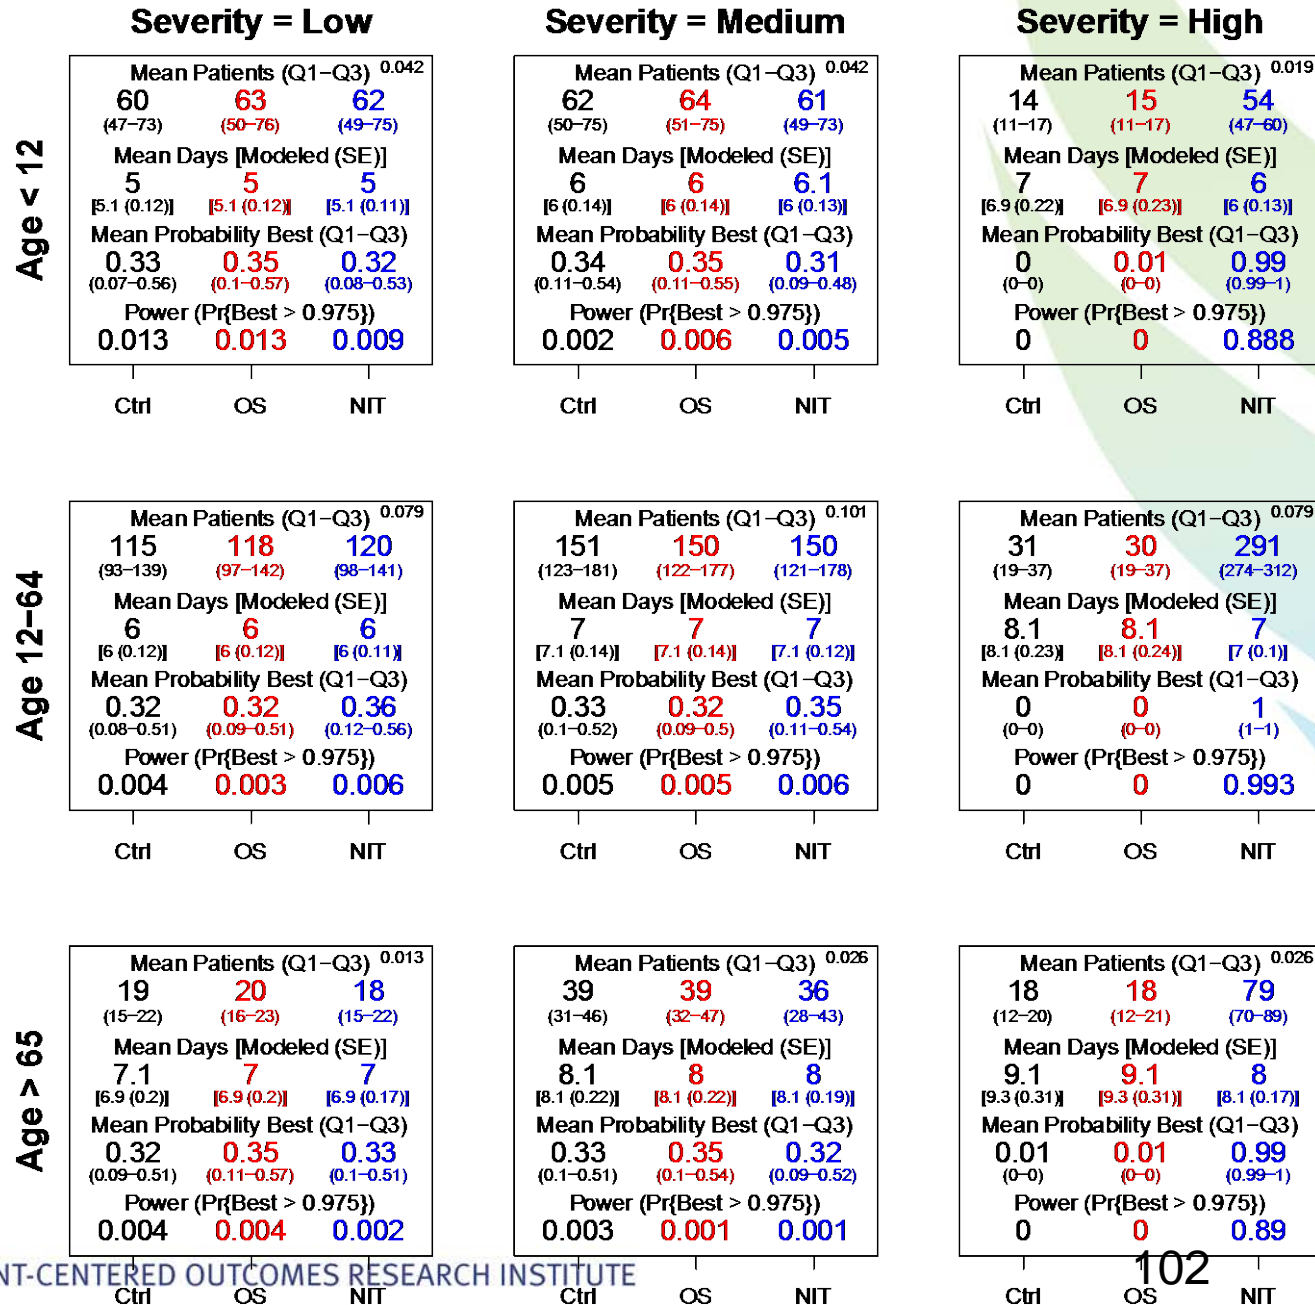 Severity = Low Severity = Medium Severity = High
Age < 12
Mean Patients (Q1−Q3) 0.042
60 63 62
(47−73) (50−76) (49−75)
Mean Days [Modeled (SE)]
5 5 5
[5.1 (0.12)] [5.1 (0.12)] [5.1 (0.11)]
Mean Probability Best (Q1−Q3)
0.33 0.35 0.32
(0.07−0.56) (0.1−0.57) (0.08−0.53)
Power (Pr{Best > 0.975})
0.013 0.013 0.009
Ctrl OS NIT
Mean Patients (Q1−Q3) 0.042
62 64 61
(50−75) (51−75) (49−73)
Mean Days [Modeled (SE)]
6 6 6.1
[6 (0.14)] [6 (0.14)] [6 (0.13)]
Mean Probability Best (Q1−Q3)
0.34 0.35 0.31
(0.11−0.54) (0.11−0.55) (0.09−0.48)
Power (Pr{Best > 0.975})
0.002 0.006 0.005
Ctrl OS NIT
Mean Patients (Q1−Q3) 0.019
14 15 54
(11−17) (11−17) (47−60)
Mean Days [Modeled (SE)]
7 7 6
[6.9 (0.22)] [6.9 (0.23)] [6 (0.13)]
Mean Probability Best (Q1−Q3)
0 0.01 0.99
(0−0) (0−0) (0.99−1)
Power (Pr{Best > 0.975})
0 0 0.888
Ctrl OS NIT
Age 12−64
Mean Patients (Q1−Q3) 0.079
115 118 120
(93−139) (97−142) (98−141)
Mean Days [Modeled (SE)]
6 6 6
[6 (0.12)] [6 (0.12)] [6 (0.11)]
Mean Probability Best (Q1−Q3)
0.32 0.32 0.36
(0.08−0.51) (0.09−0.51) (0.12−0.56)
Power (Pr{Best > 0.975})
0.004 0.003 0.006
Ctrl OS NIT
Mean Patients (Q1−Q3) 0.101
151 150 150
(123−181) (122−177) (121−178)
Mean Days [Modeled (SE)]
7 7 7
[7.1 (0.14)] [7.1 (0.14)] [7.1 (0.12)]
Mean Probability Best (Q1−Q3)
0.33 0.32 0.35
(0.1−0.52) (0.09−0.5) (0.11−0.54)
Power (Pr{Best > 0.975})
0.005 0.005 0.006
Ctrl OS NIT
Mean Patients (Q1−Q3) 0.079
31 30 291
(19−37) (19−37) (274−312)
Mean Days [Modeled (SE)]
8.1 8.1 7
[8.1 (0.23)] [8.1 (0.24)] [7 (0.1)]
Mean Probability Best (Q1−Q3)
0 0 1
(0−0) (0−0) (1−1)
Power (Pr{Best > 0.975})
0 0 0.993
Ctrl OS NIT
Age > 65
Mean Patients (Q1−Q3) 0.013
19 20 18
(15−22) (16−23) (15−22)
Mean Days [Modeled (SE)]
7.1 7 7
[6.9 (0.2)] [6.9 (0.2)] [6.9 (0.17)]
Mean Probability Best (Q1−Q3)
0.32 0.35 0.33
(0.09−0.51) (0.11−0.57) (0.1−0.51)
Power (Pr{Best > 0.975})
0.004 0.004 0.002
Ctrl OS NIT
Mean Patients (Q1−Q3) 0.026
39 39 36
(31−46) (32−47) (28−43)
Mean Days [Modeled (SE)]
8.1 8 8
[8.1 (0.22)] [8.1 (0.22)] [8.1 (0.19)]
Mean Probability Best (Q1−Q3)
0.33 0.35 0.32
(0.1−0.51) (0.1−0.54) (0.09−0.52)
Power (Pr{Best > 0.975})
0.003 0.001 0.001
Ctrl OS NIT
Mean Patients (Q1−Q3) 0.026
18 18 79
(12−20) (12−21) (70−89)
Mean Days [Modeled (SE)]
9.1 9.1 8
[9.3 (0.31)] [9.3 (0.31)] [8.1 (0.17)]
Mean Probability Best (Q1−Q3)
0.01 0.01 0.99
(0−0) (0−0) (0.99−1)
Power (Pr{Best > 0.975})
0 0 0.89
Ctrl OS NIT
NT-CENTERED OUTCOMES RESEARCH INSTITUTE
102